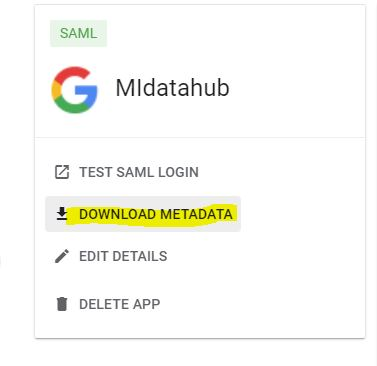 SAML
MIdatahub
TEST SAML LOGIN
DOWNLOAD METADATA
EDIT DETAILS
DELETE APP